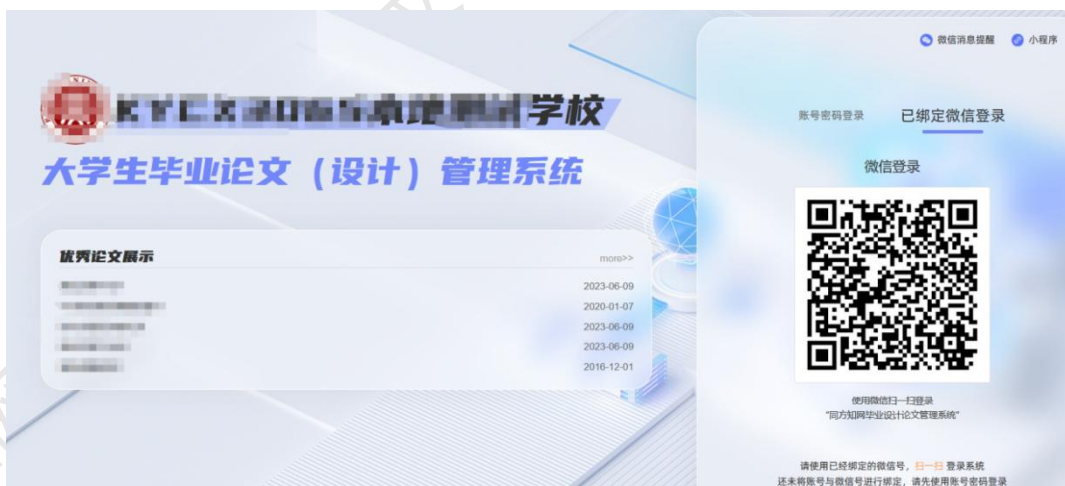 微信消息提醒 小程序
学校
大学生毕业论文（设计）管理系统
账号密码登录 已绑定微信登录
微信登录
优秀论文展示 more>>
2023-06-09
2020-01-07
2023-06-09
2023-06-09
2016-12-01
使用微信扫一扫登录
“同方知网毕业设计论文管理系统”
请使用已经绑定的微信号，扫一扫 登录系统
还未将账号与微信号进行绑定，请先使用账号密码登录